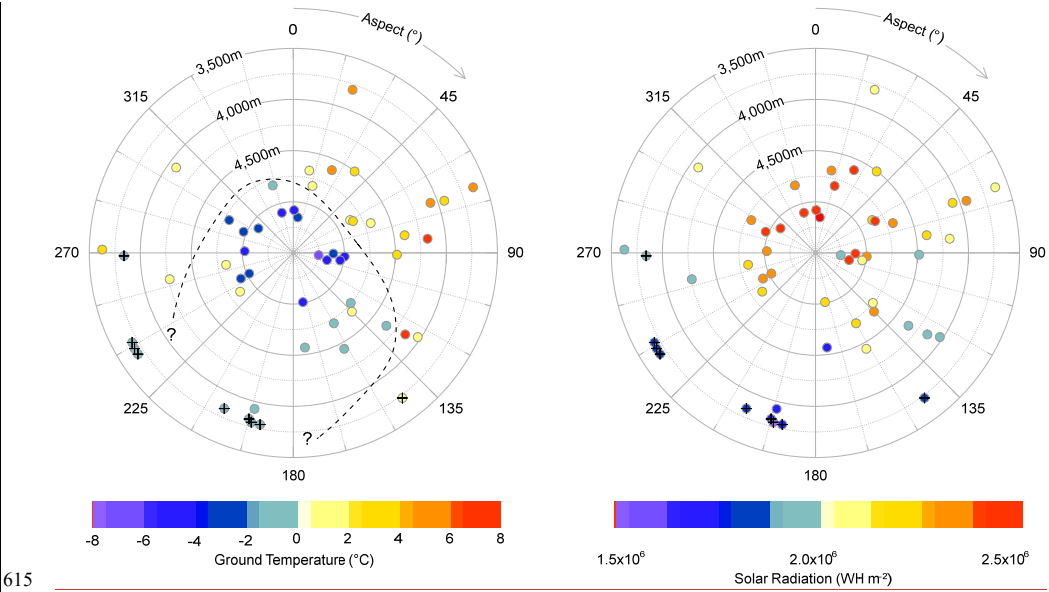 0
Aspect (°)
3,500m
315
45
4,000m
4,500m
270
90
?
225
?
135
180
-8 -6 -4 -2 0 2 4 6 8
Ground Temperature (°C)
0
Aspect (°)
3,500m
315
45
4,000m
4,500m
270
90
225
135
180
1.5x10⁶ 2.0x10⁶ 2.5x10⁶
Solar Radiation (WH m⁻²)
615